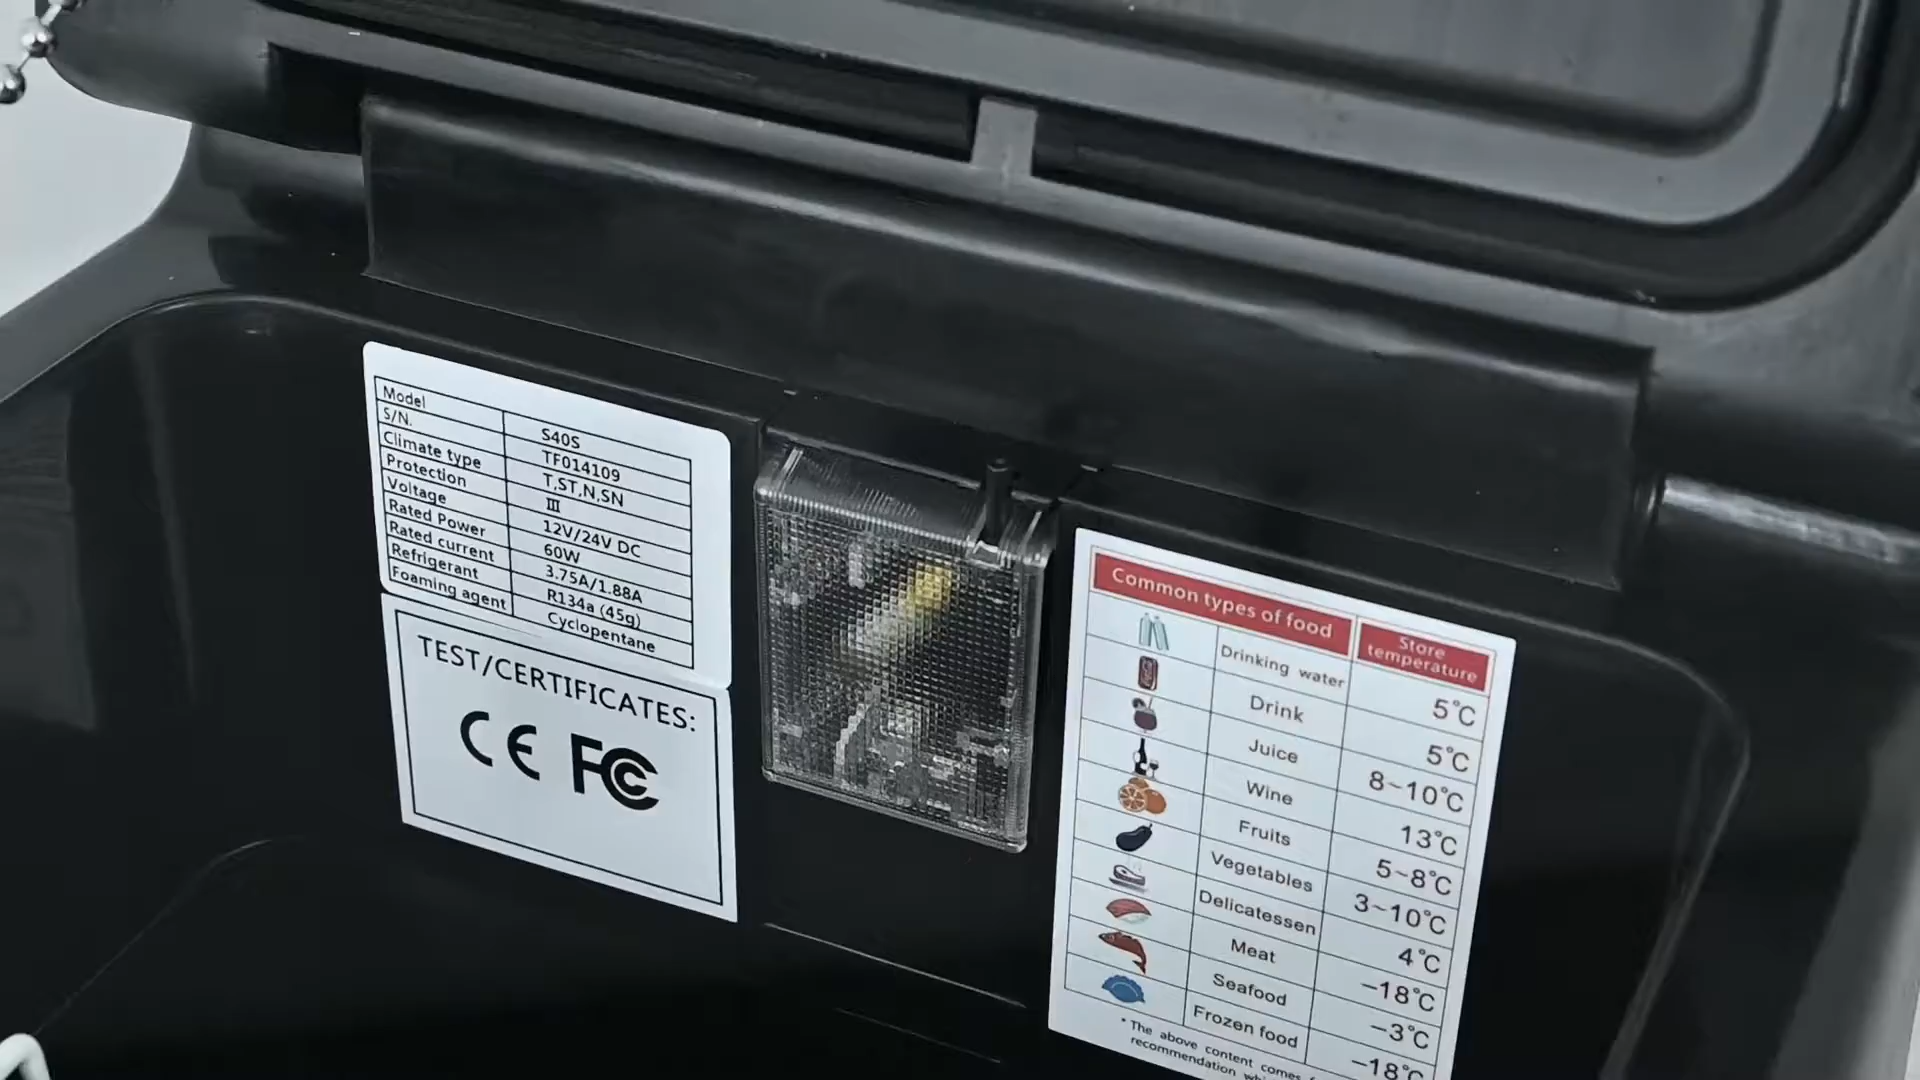 Model S40S
S/N. TF014109
Climate type T,ST,N,SN
Protection III
Voltage 12V/24V DC
Rated Power 60W
Rated current 3.75A/1.88A
Refrigerant R134a (45g)
Foaming agent Cyclopentane
TEST/CERTIFICATES:
CE FC
Common types of food Store temperature
Drinking water 5℃
Drink 5℃
Juice 8~10℃
Wine 13℃
Fruits 5~8℃
Vegetables 3~10℃
Delicatessen 4℃
Meat -18℃
Seafood -3℃
Frozen food -18℃
* The above content comes
recommendation